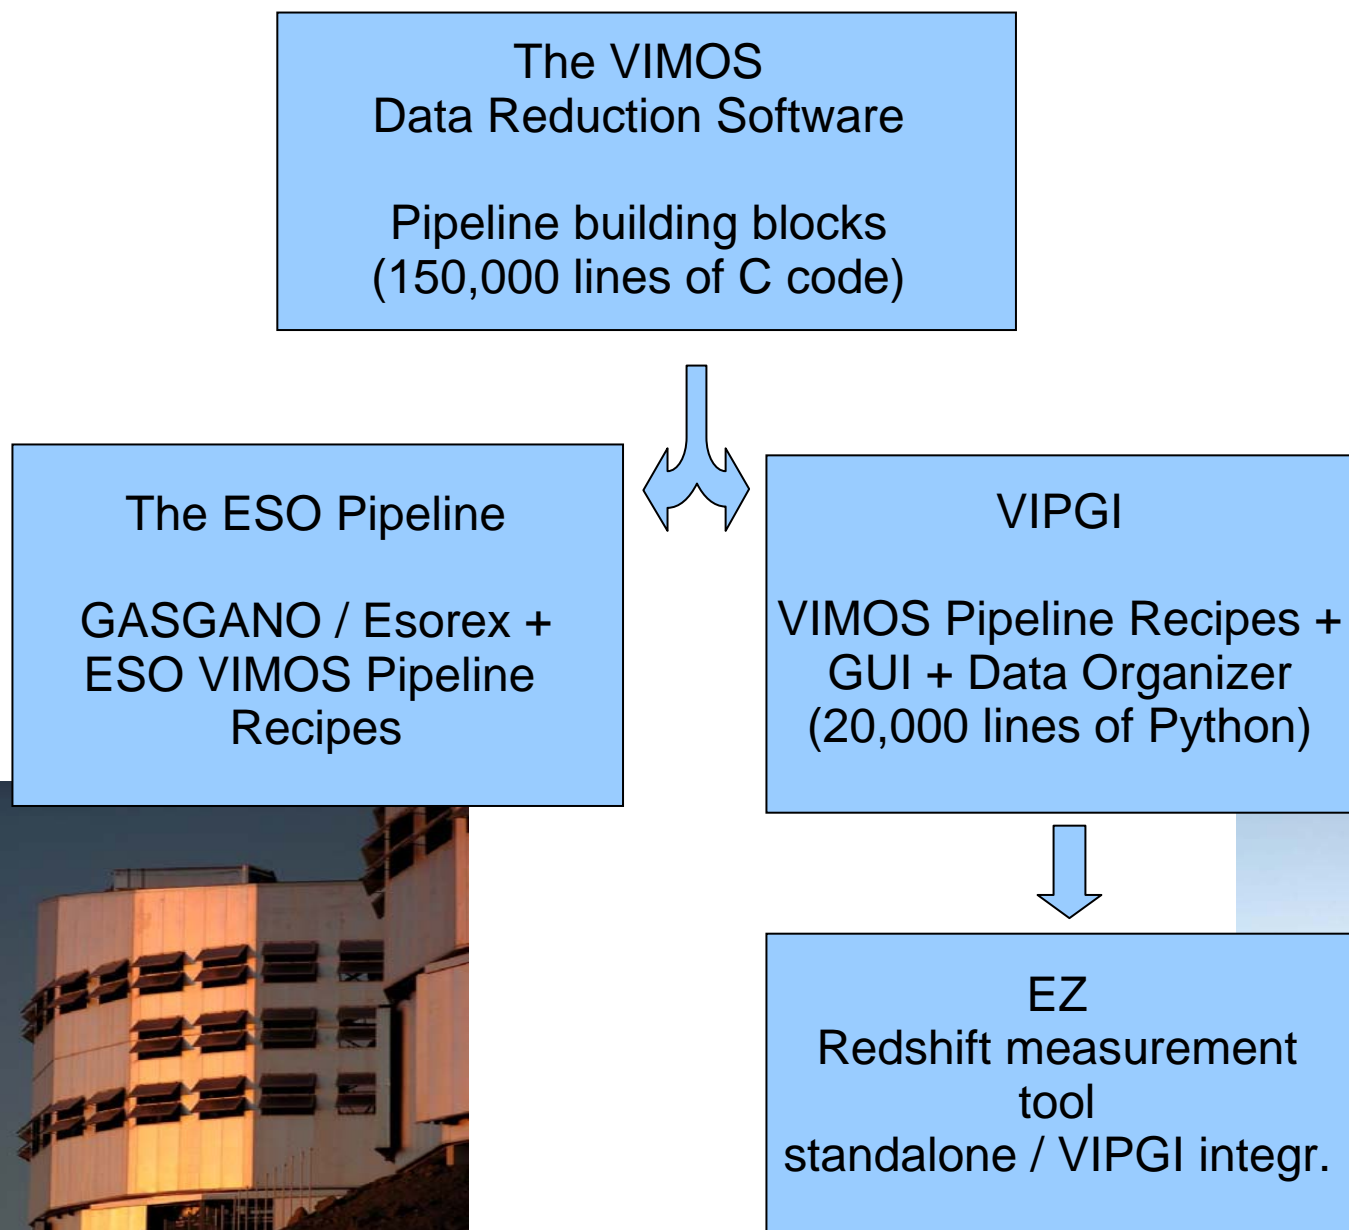 The VIMOS
Data Reduction Software
Pipeline building blocks
(150,000 lines of C code)
The ESO Pipeline
GASGANO / Esorex +
ESO VIMOS Pipeline
Recipes
VIPGI
VIMOS Pipeline Recipes +
GUI + Data Organizer
(20,000 lines of Python)
EZ
Redshift measurement
tool
standalone / VIPGI integr.